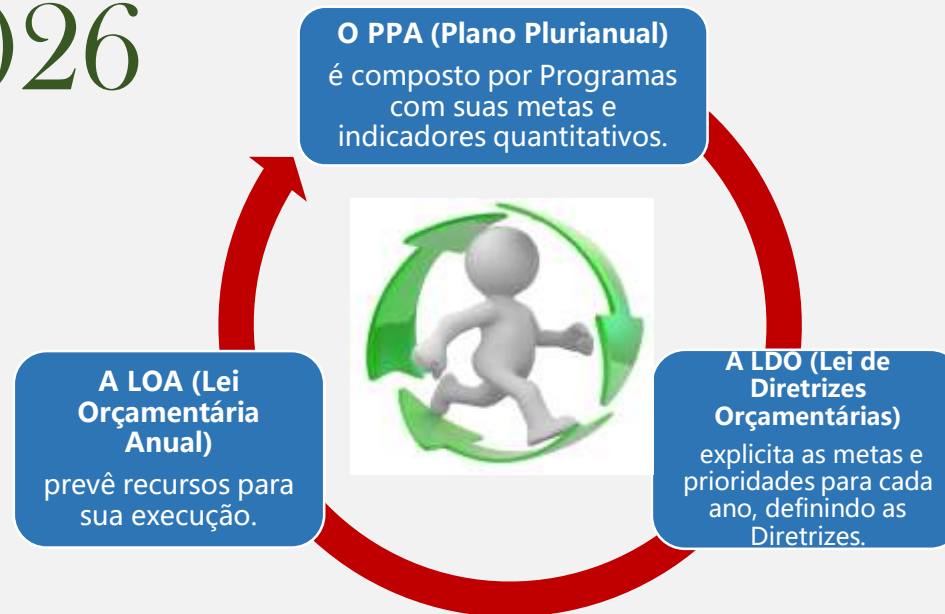 026
O PPA (Plano Plurianual)
é composto por Programas
com suas metas e
indicadores quantitativos.
A LDO (Lei de
Diretrizes
Orçamentárias)
explicita as metas e
prioridades para cada
ano, definindo as
Diretrizes.
A LOA (Lei
Orçamentária
Anual)
prevê recursos para
sua execução.